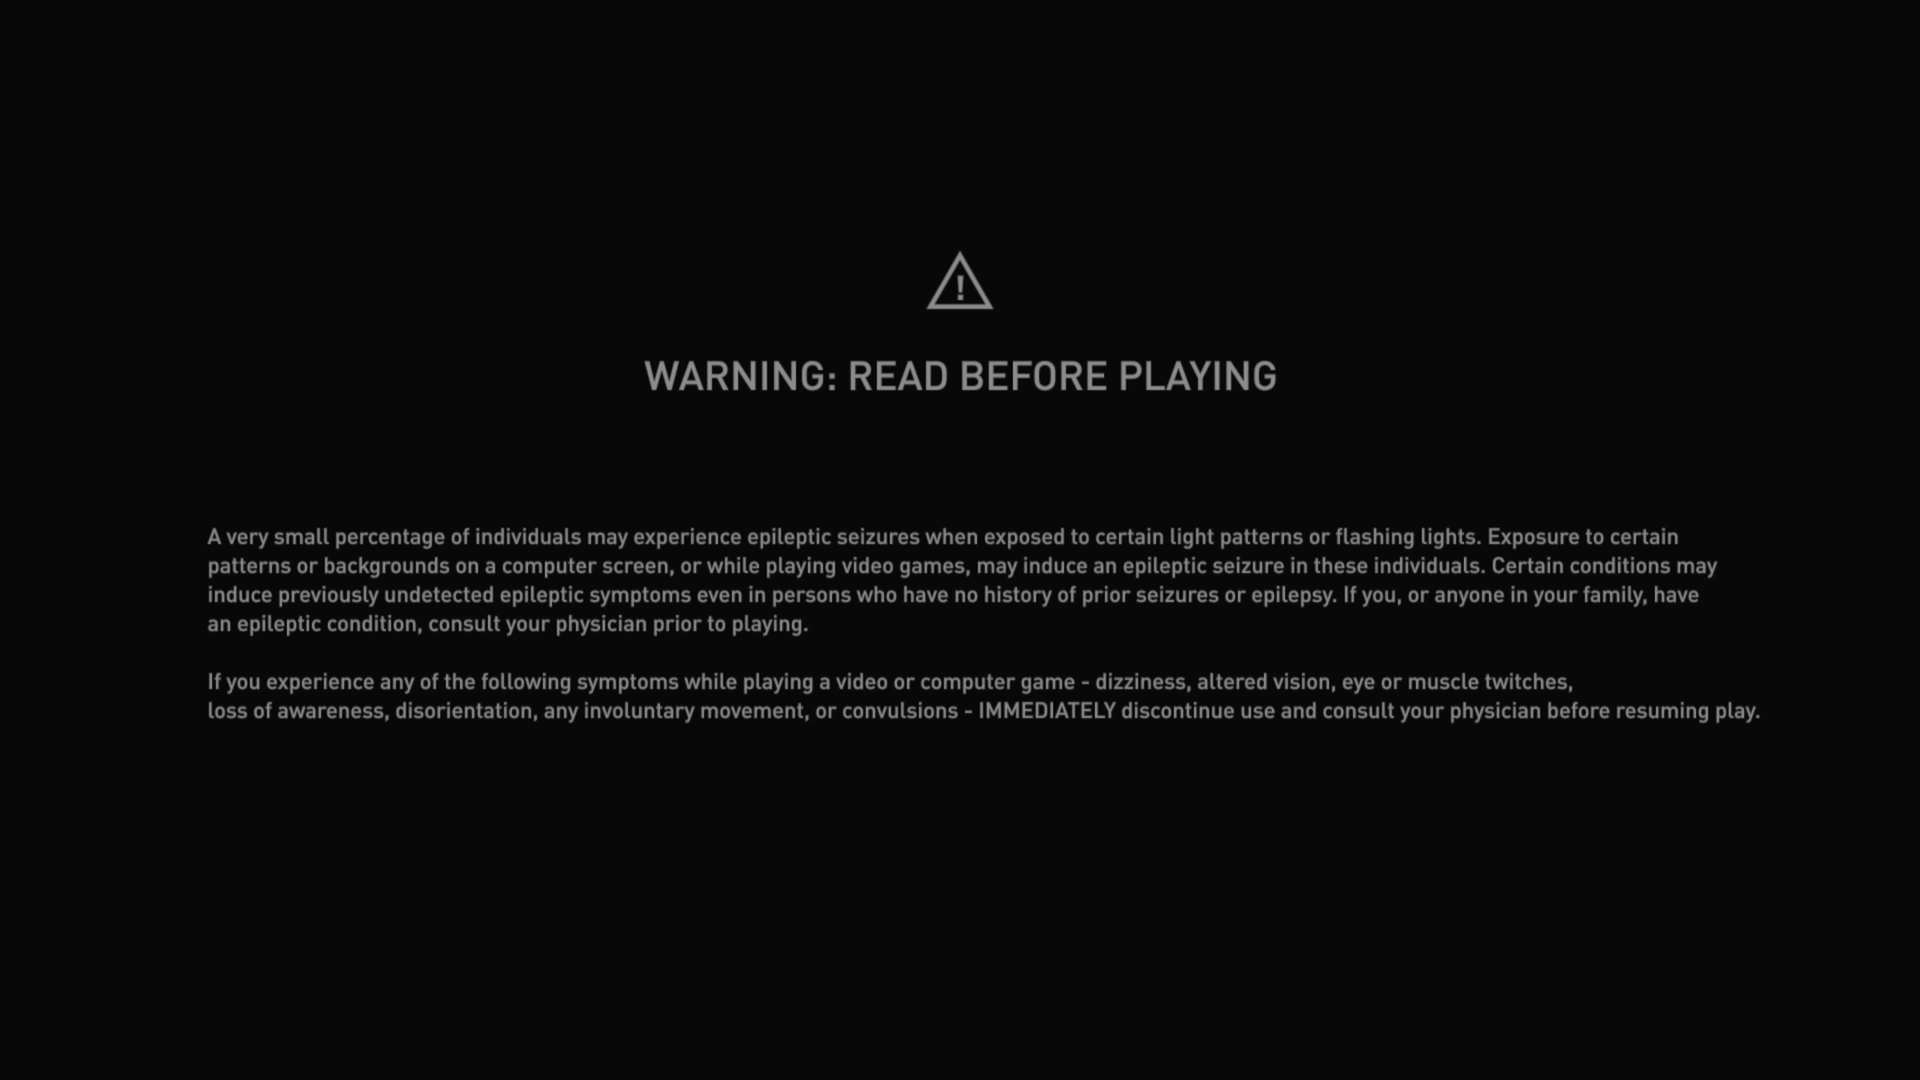 !
WARNING: READ BEFORE PLAYING
A very small percentage of individuals may experience epileptic seizures when exposed to certain light patterns or flashing lights. Exposure to certain
patterns or backgrounds on a computer screen, or while playing video games, may induce an epileptic seizure in these individuals. Certain conditions may
induce previously undetected epileptic symptoms even in persons who have no history of prior seizures or epilepsy. If you, or anyone in your family, have
an epileptic condition, consult your physician prior to playing.
If you experience any of the following symptoms while playing a video or computer game - dizziness, altered vision, eye or muscle twitches,
loss of awareness, disorientation, any involuntary movement, or convulsions - IMMEDIATELY discontinue use and consult your physician before resuming play.